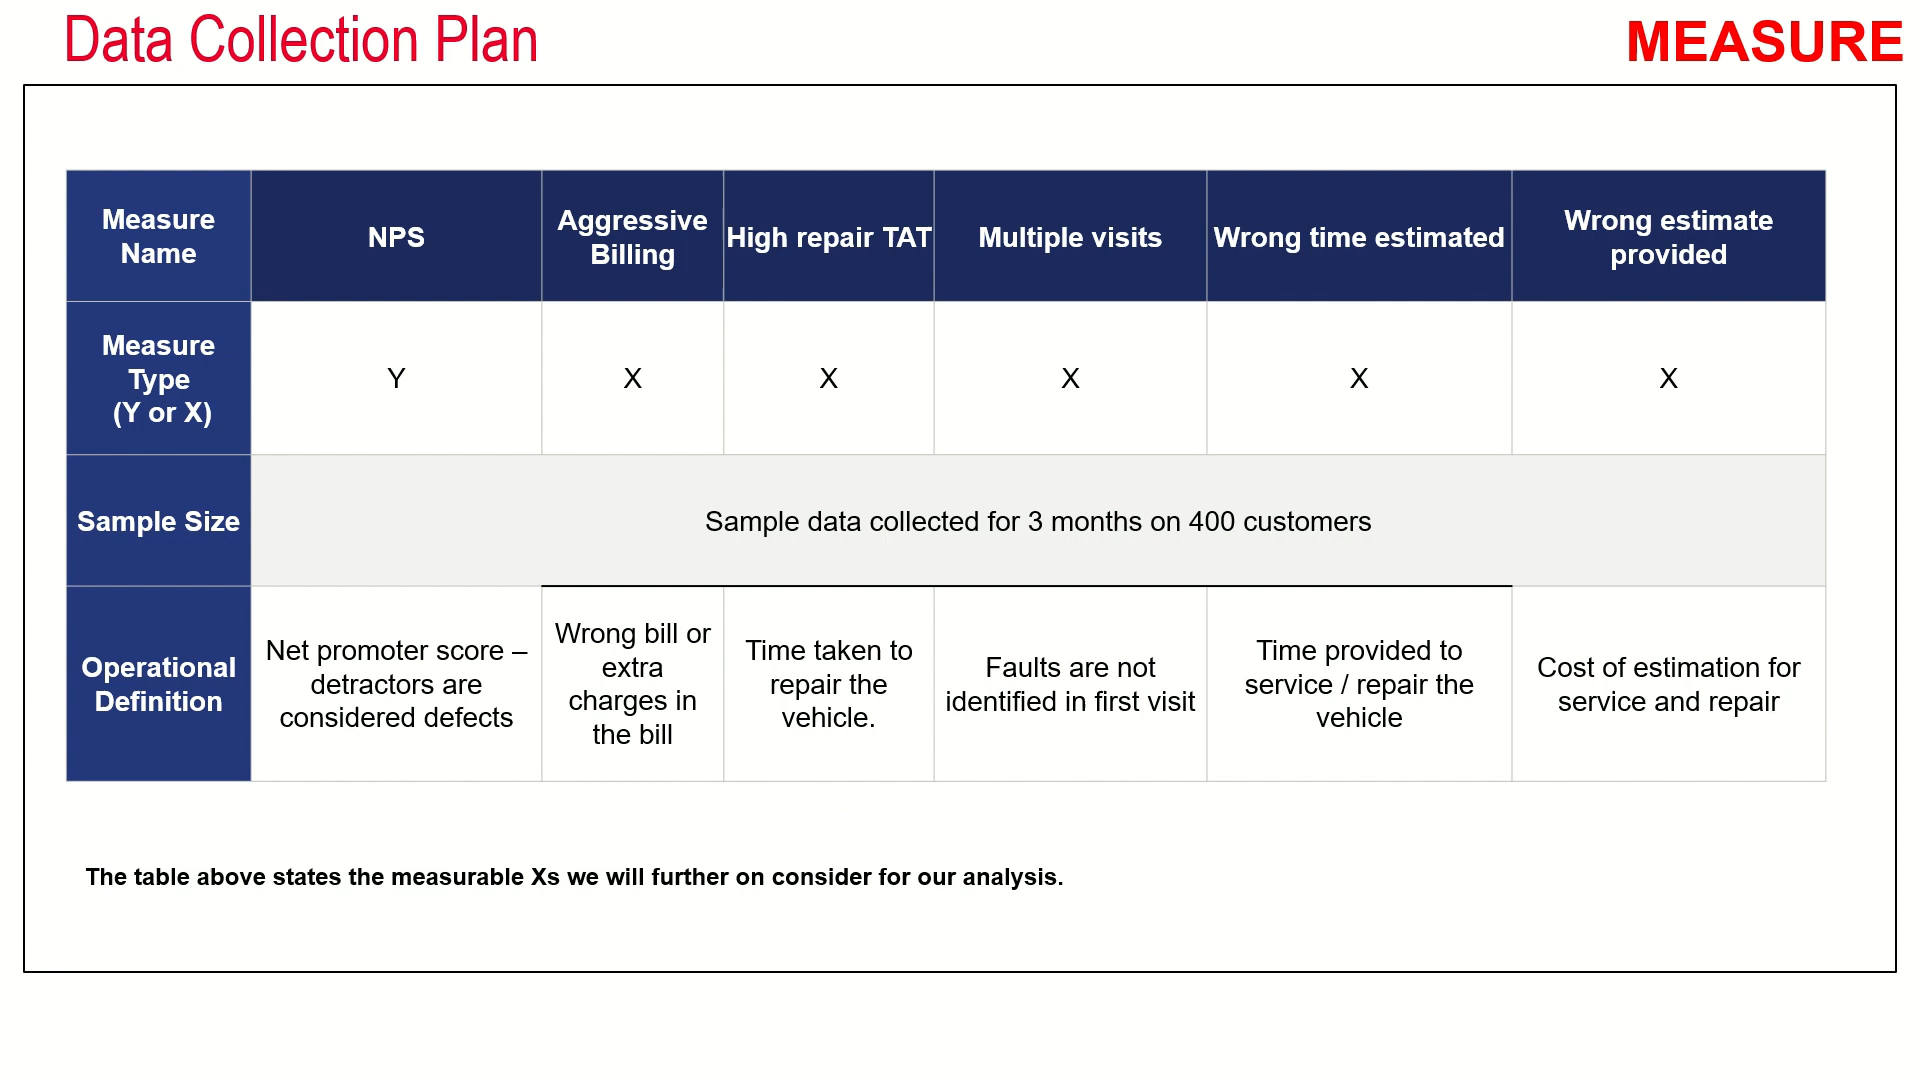 Data Collection Plan
MEASURE
Measure
Name
NPS
Aggressive
Billing
High repair TAT
Multiple visits
Wrong time estimated
Wrong estimate
provided
Measure
Type
(Y or X)
Y
X
X
X
X
X
Sample Size
Sample data collected for 3 months on 400 customers
Operational
Definition
Net promoter score –
detractors are
considered defects
Wrong bill or
extra
charges in
the bill
Time taken to
repair the
vehicle.
Faults are not
identified in first visit
Time provided to
service / repair the
vehicle
Cost of estimation for
service and repair
The table above states the measurable Xs we will further on consider for our analysis.